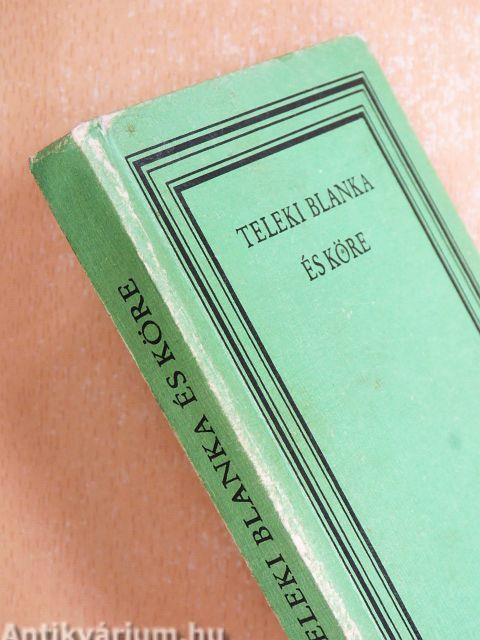 TELEKI BLANKA
ÉS KÖRE
ELEKI BLANKA ÉS KÖRE
Antikvárium.hu